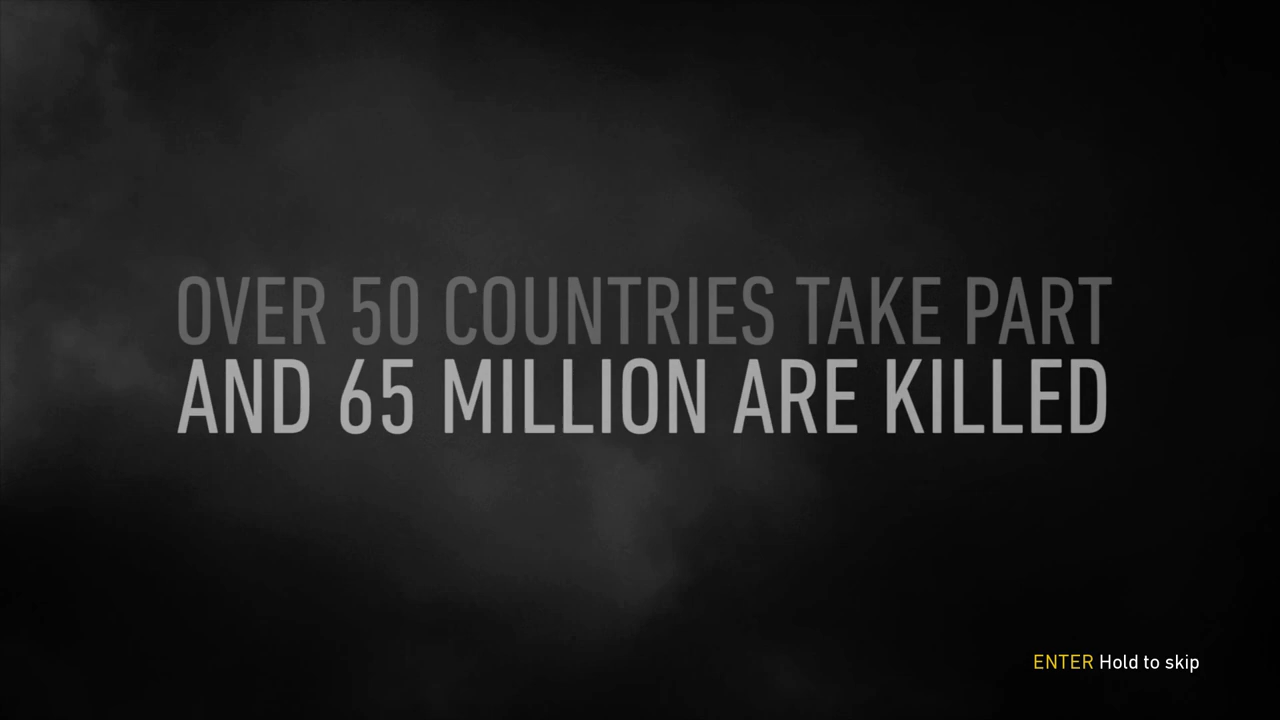 OVER 50 COUNTRIES TAKE PART
AND 65 MILLION ARE KILLED
ENTER Hold to skip